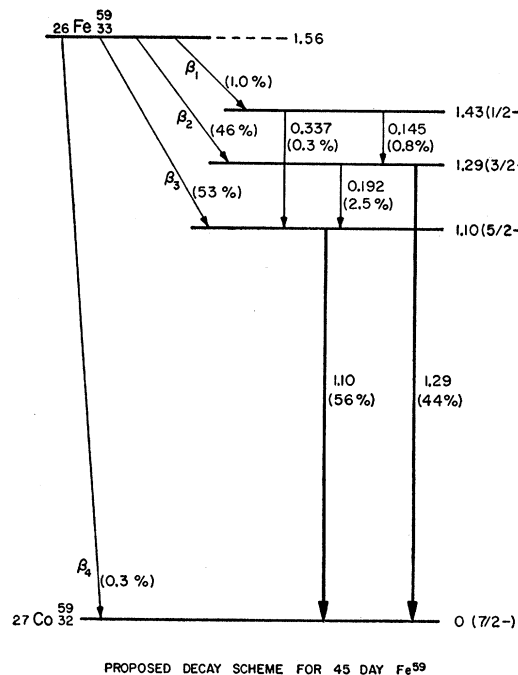 26 Fe 59 33
1.56
β1
(1.0%)
1.43(1/2-
β2
(46%)
0.337
(0.3%)
0.145
(0.8%)
1.29(3/2-
β3
(53%)
0.192
(2.5%)
1.10(5/2-
1.10
(56%)
1.29
(44%)
β4
(0.3%)
27 Co 59 32
0 (7/2-)
PROPOSED DECAY SCHEME FOR 45 DAY Fe59